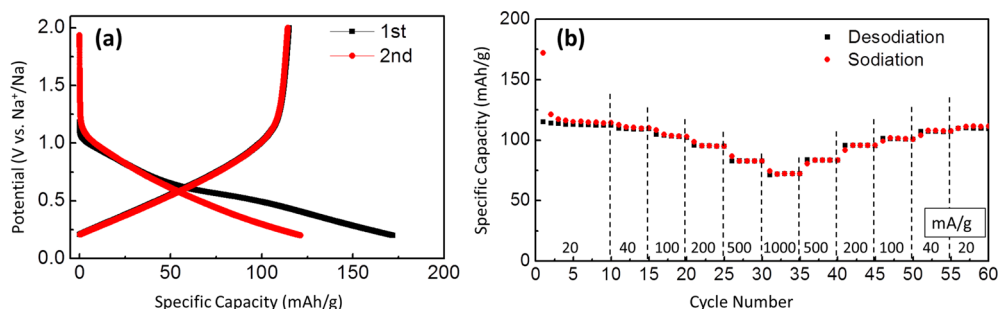 (a)
1st
2nd
2.0
1.5
1.0
0.5
0.0
Potential (V vs. Na⁺/Na)
0 50 100 150 200
Specific Capacity (mAh/g)
(b)
Desodiation
Sodiation
200
150
100
50
0
Specific Capacity (mAh/g)
mA/g
20 40 100 200 500 1000 500 200 100 40 20
0 5 10 15 20 25 30 35 40 45 50 55 60
Cycle Number